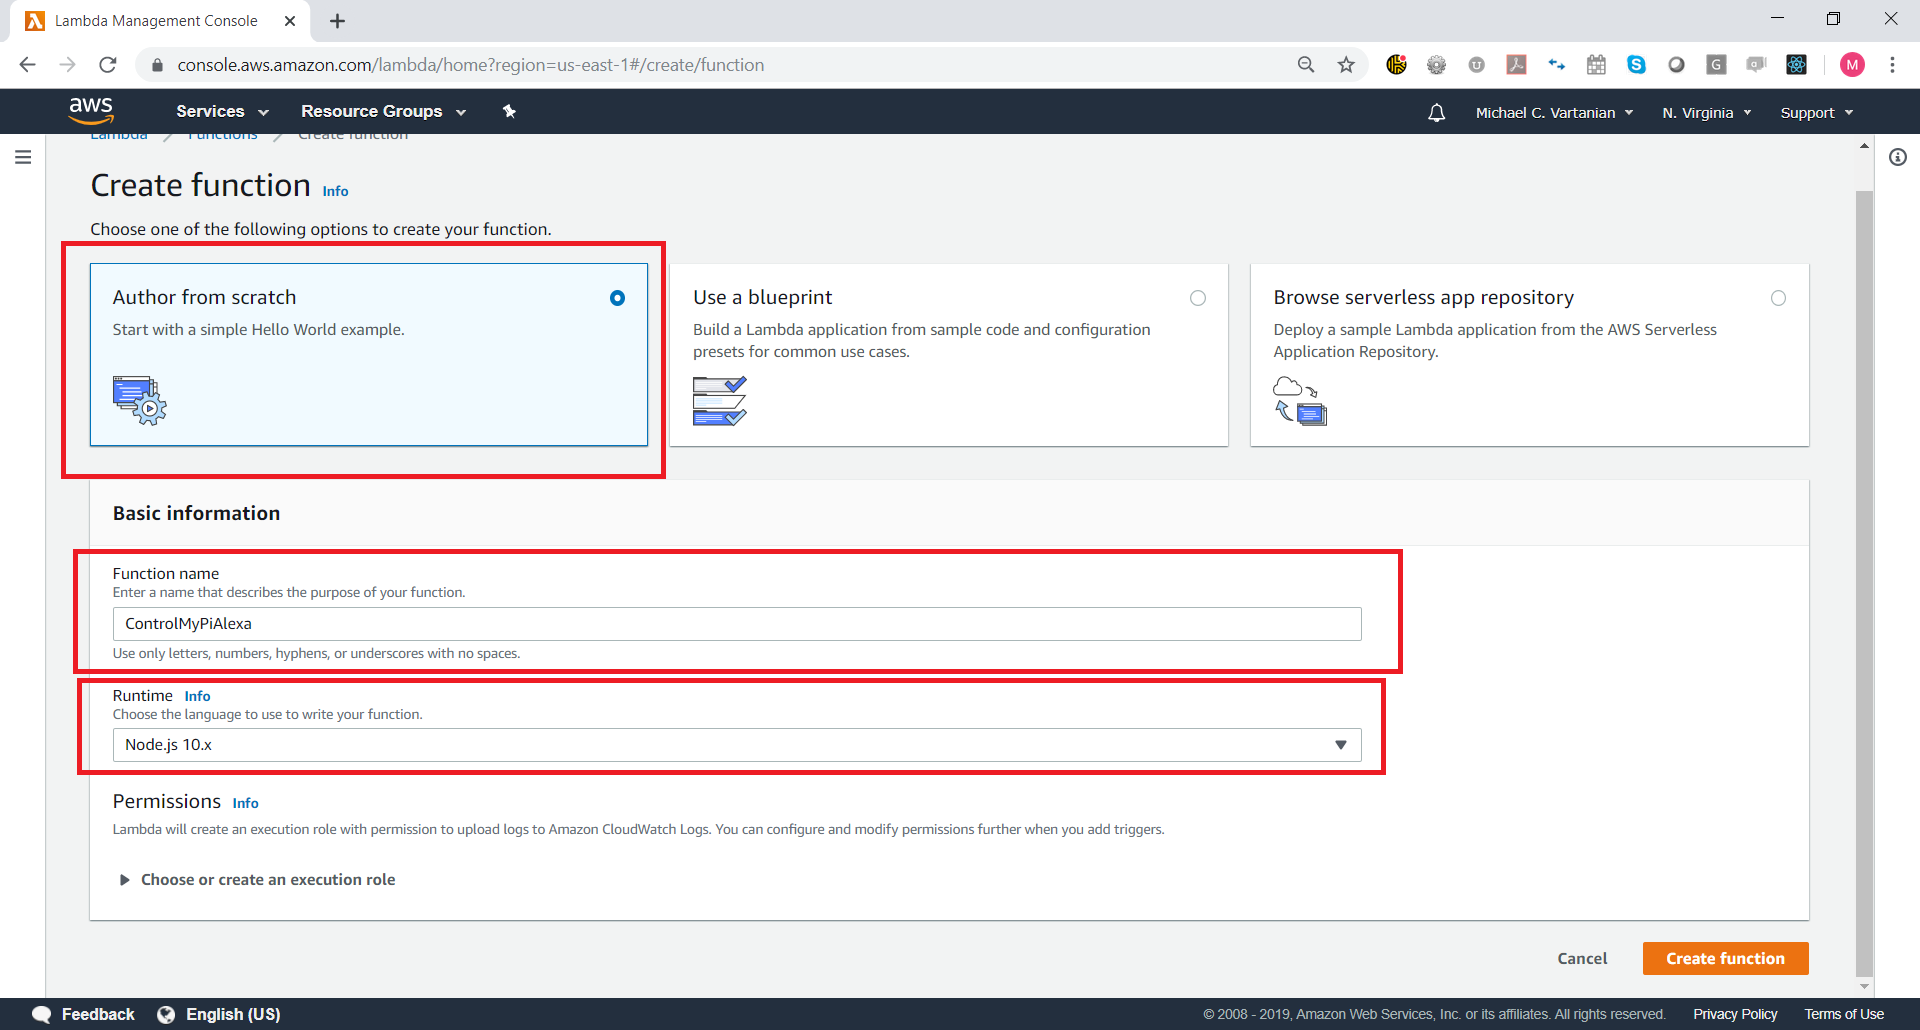 Lambda Management Console
console.aws.amazon.com/lambda/home?region=us-east-1#/create/function
M
aws
Services
Resource Groups
Michael C. Vartanian
N. Virginia
Support
Lambda
Functions
Create function
Create function Info
Choose one of the following options to create your function.
Author from scratch
Start with a simple Hello World example.
Use a blueprint
Build a Lambda application from sample code and configuration
presets for common use cases.
Browse serverless app repository
Deploy a sample Lambda application from the AWS Serverless
Application Repository.
Basic information
Function name
Enter a name that describes the purpose of your function.
ControlMyPiAlexa
Use only letters, numbers, hyphens, or underscores with no spaces.
Runtime Info
Choose the language to use to write your function.
Node.js 10.x
Permissions Info
Lambda will create an execution role with permission to upload logs to Amazon CloudWatch Logs. You can configure and modify permissions further when you add triggers.
Choose or create an execution role
Cancel
Create function
Feedback
English (US)
© 2008 - 2019, Amazon Web Services, Inc. or its affiliates. All rights reserved.
Privacy Policy
Terms of Use